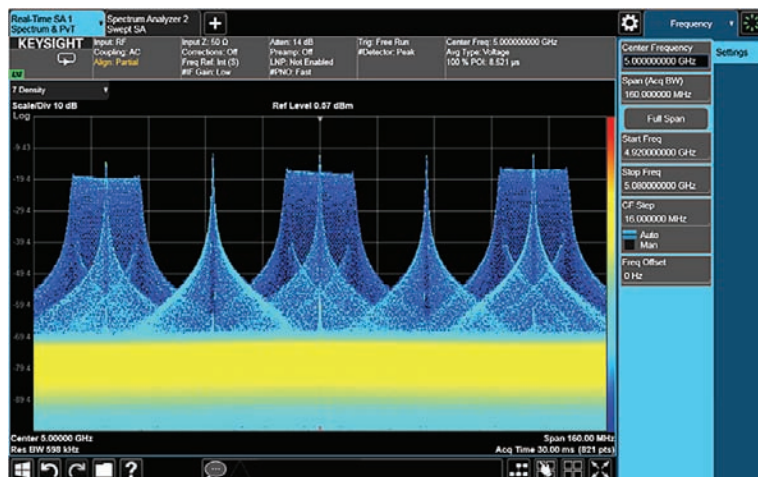 Real-Time SA 1
Spectrum & PvT
Spectrum Analyzer 2
Swept SA
Frequency
KEYSIGHT
Input: RF
Coupling: AC
Align: Partial
Input Z: 50 Ω
Corrections: Off
Freq Ref: Int (S)
#IF Gain: Low
Atten: 14 dB
Preamp: Off
LNP: Not Enabled
#PNO: Fast
Trig: Free Run
#Detector: Peak
Center Freq: 5.000000000 GHz
Avg Type: Voltage
100 % POI: 8.521 µs
Center Frequency
5.000000000 GHz
Settings
Span (Acq BW)
160.000000 MHz
Full Span
Start Freq
4.920000000 GHz
Stop Freq
5.080000000 GHz
CF Step
16.000000 MHz
Auto
Man
Freq Offset
0 Hz
7 Density
Scale/Div 10 dB
Ref Level 0.57 dBm
Log
-9.43
-19.4
-29.4
-39.4
-49.4
-59.4
-69.4
-79.4
-89.4
Center 5.00000 GHz
Res BW 598 kHz
Span 160.00 MHz
Acq Time 30.00 ms (821 pts)
?